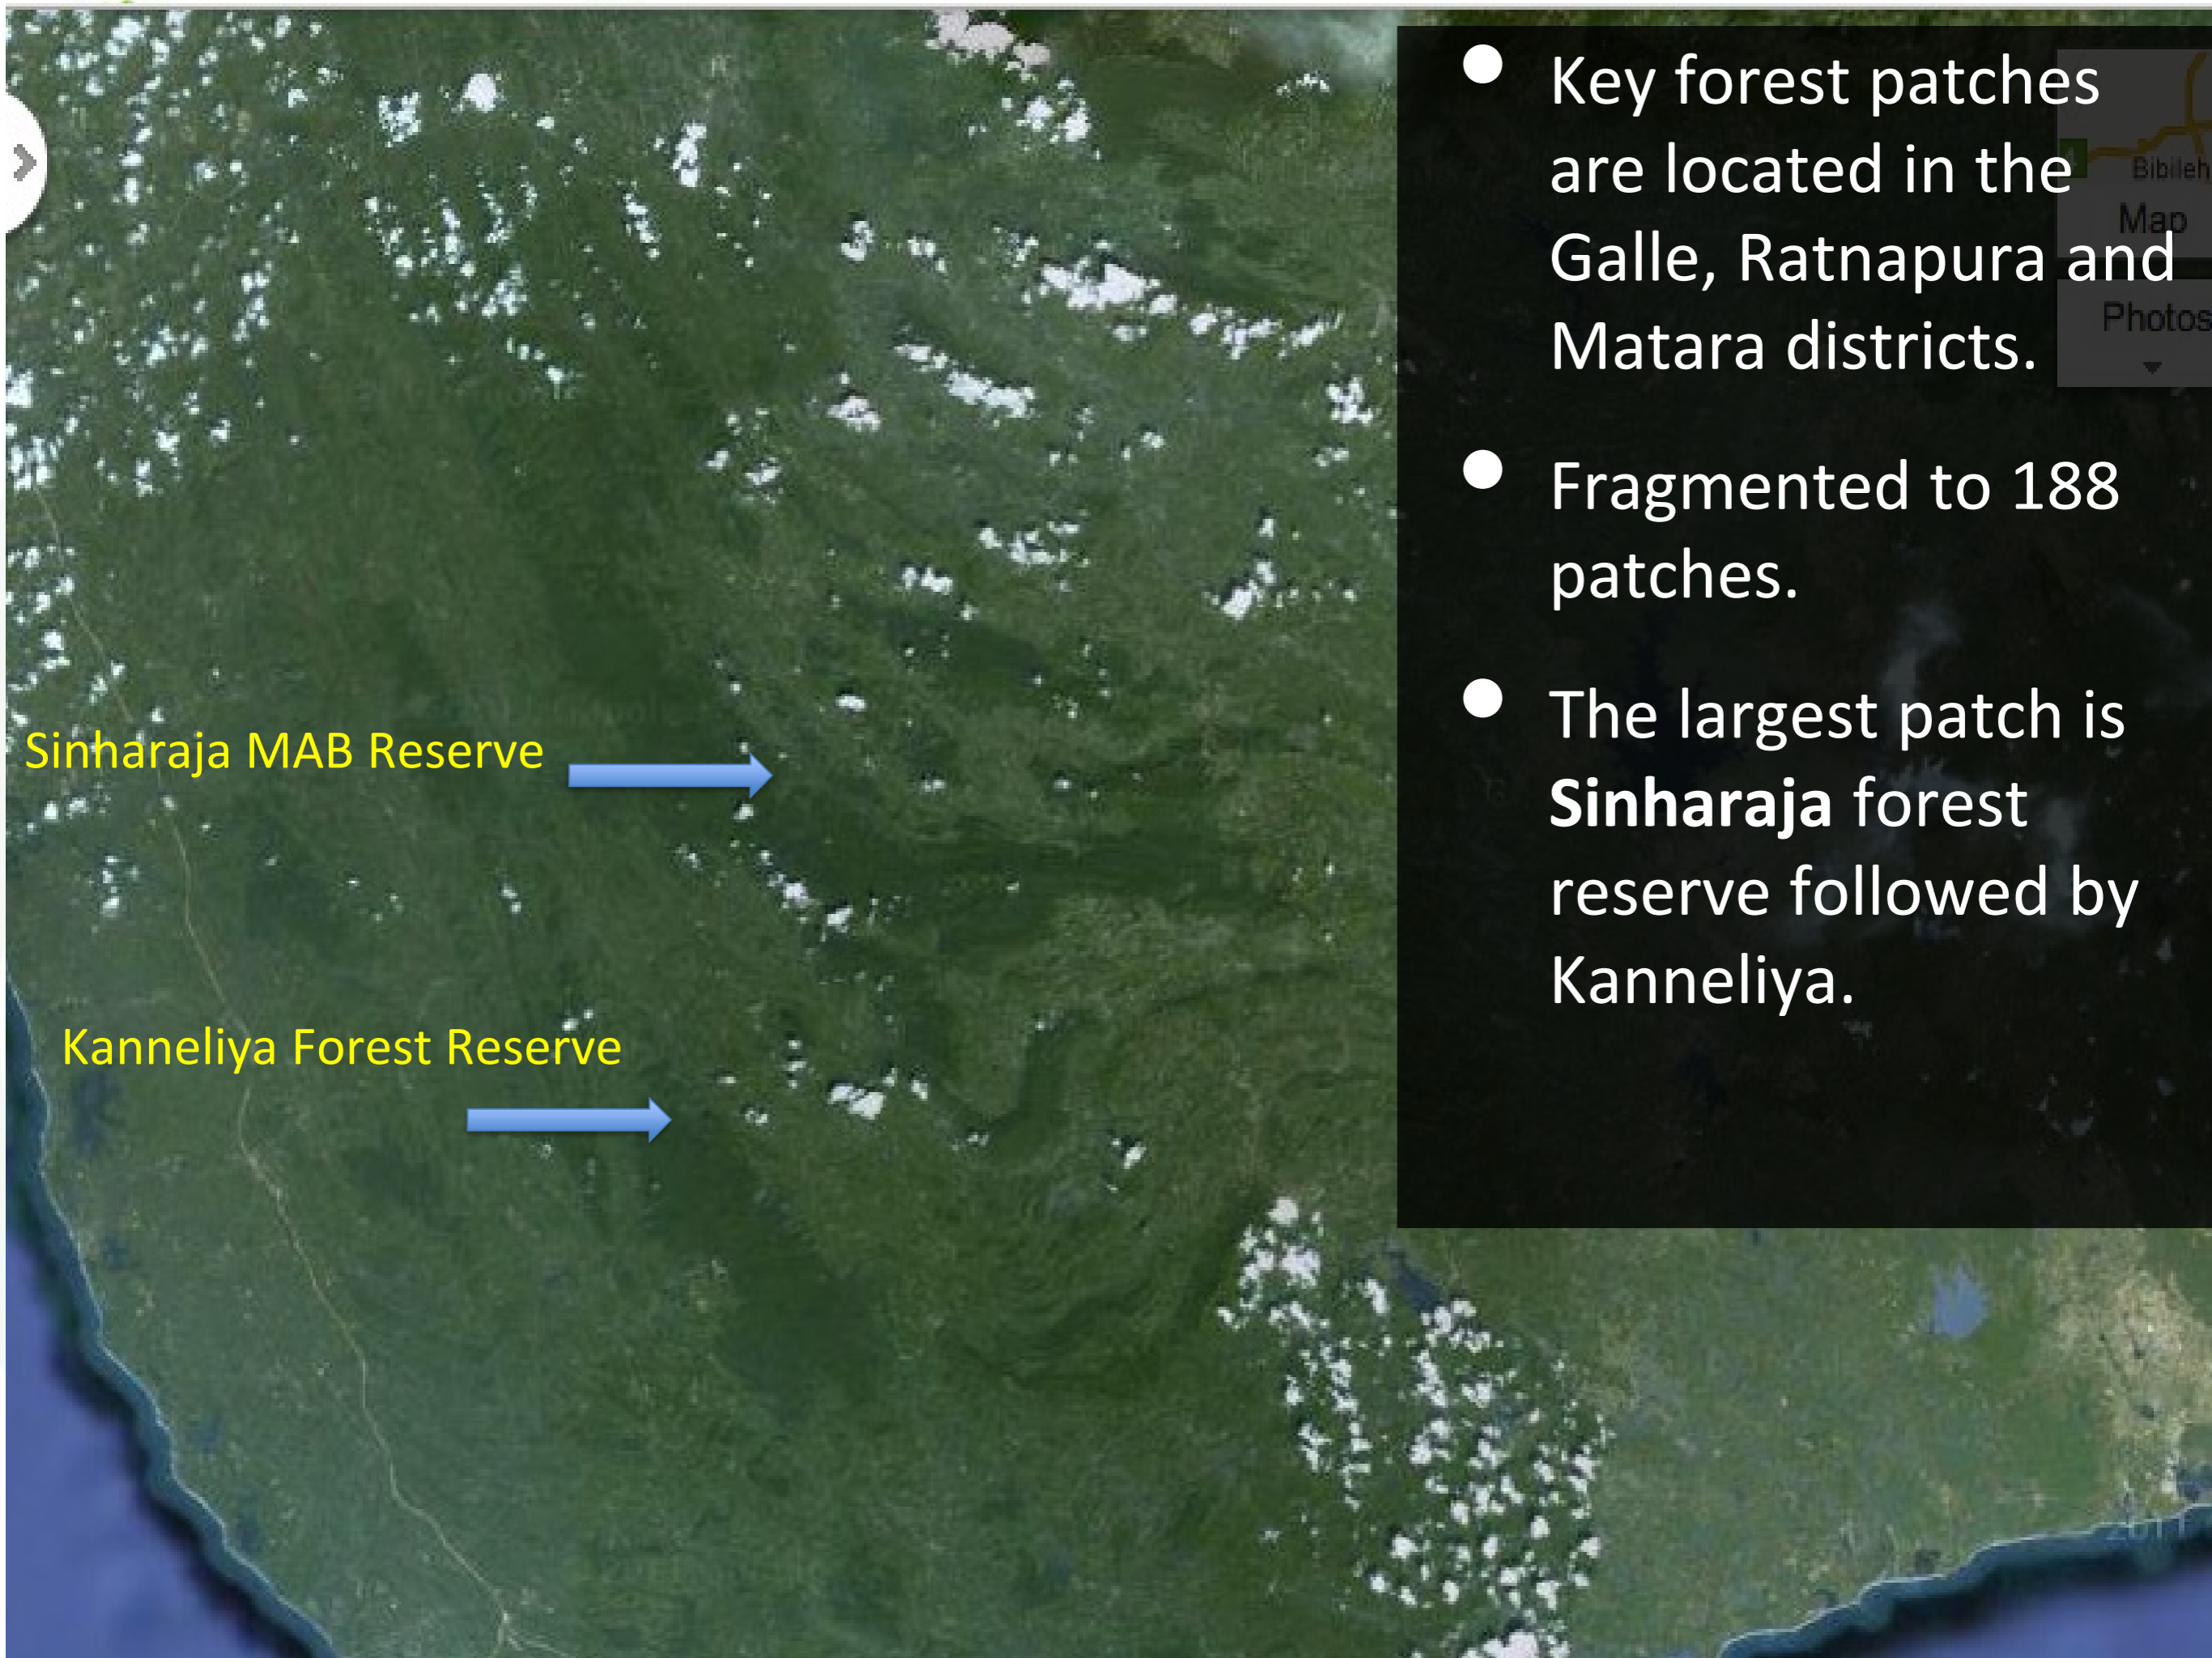 Key forest patches
are located in the
Galle, Ratnapura and
Matara districts.
Fragmented to 188
patches.
The largest patch is
Sinharaja forest
reserve followed by
Kanneliya.
Sinharaja MAB Reserve
Kanneliya Forest Reserve
Map
Photos